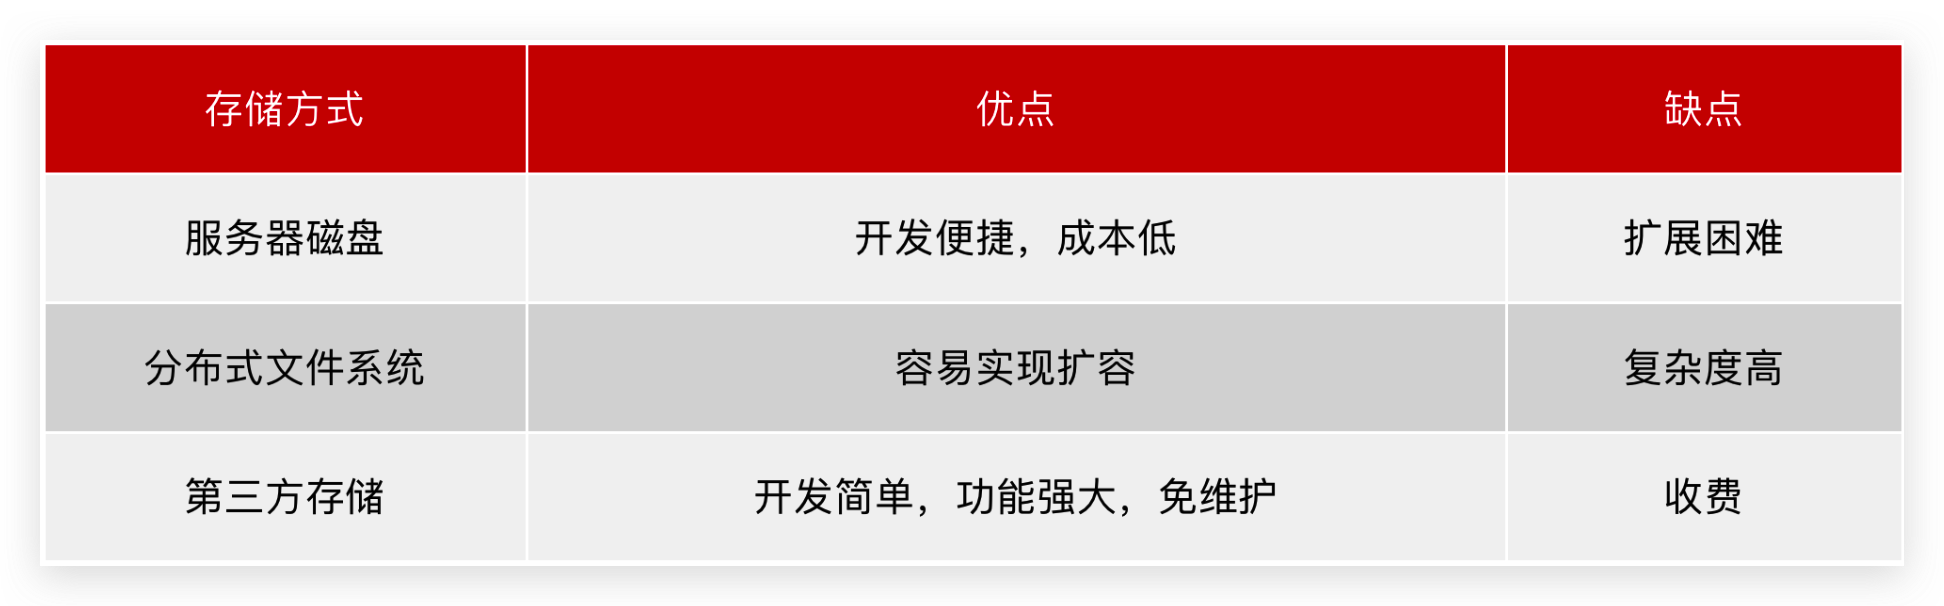 存储方式 优点 缺点
服务器磁盘 开发便捷，成本低 扩展困难
分布式文件系统 容易实现扩容 复杂度高
第三方存储 开发简单，功能强大，免维护 收费